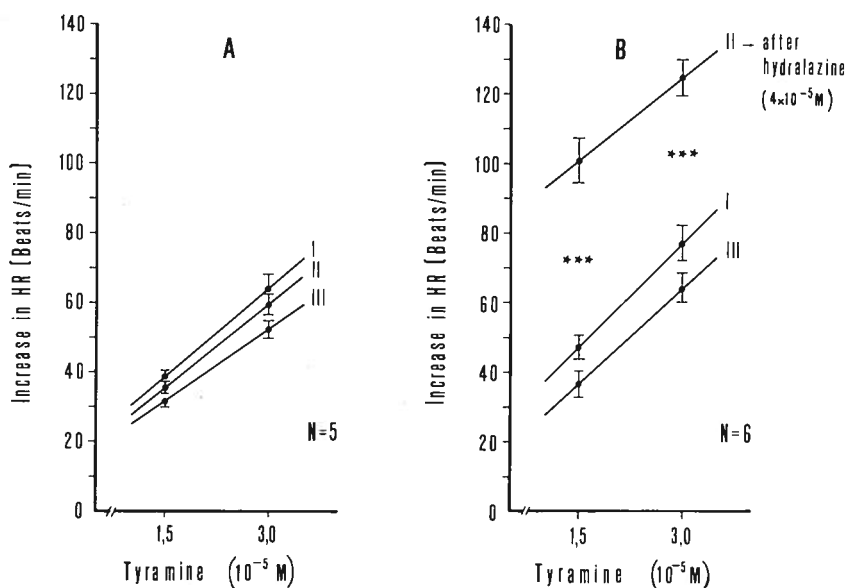 A
Increase in HR [Beats/min]
140
120
100
80
60
40
20
0
I
II
III
N=5
1,5
3,0
Tyramine (10⁻⁵ M)
B
Increase in HR [Beats/min]
140
120
100
80
60
40
20
0
II → after
hydralazine
(4×10⁻⁵M)
***
I
III
***
N=6
1,5
3,0
Tyramine (10⁻⁵ M)